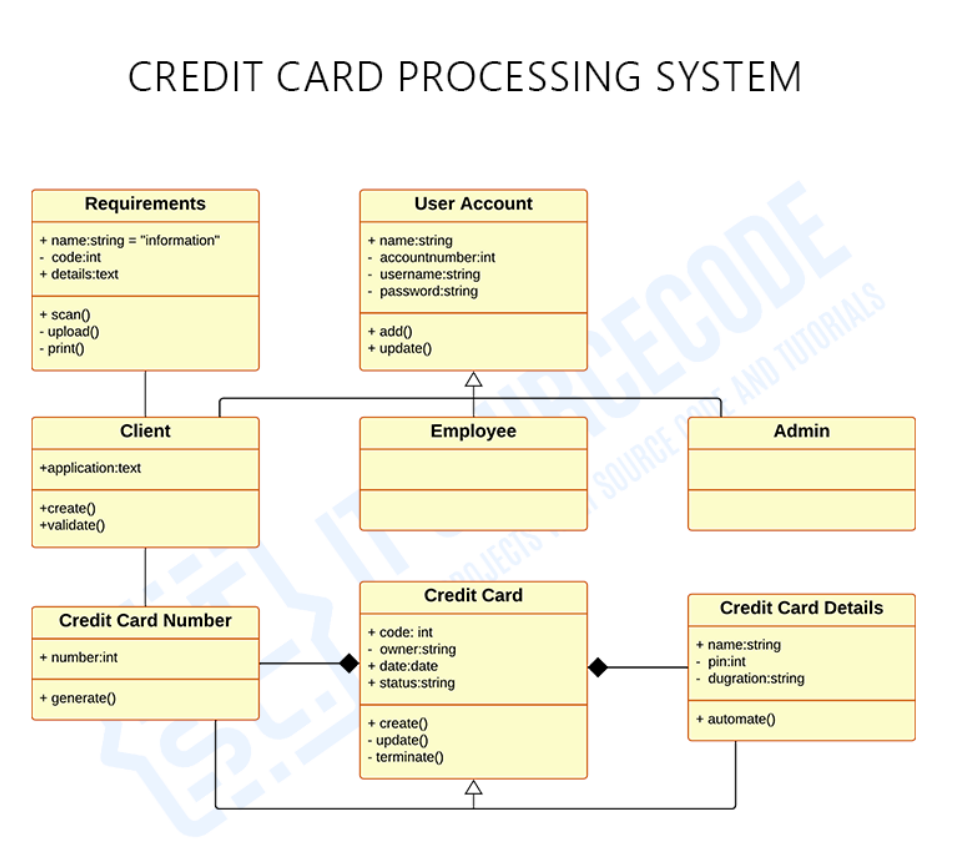 CREDIT CARD PROCESSING SYSTEM
Requirements
+ name:string = "information"
- code:int
+ details:text
+ scan()
- upload()
- print()
User Account
+ name:string
- accountnumber:int
- username:string
- password:string
+ add()
+ update()
Client
+application:text
+create()
+validate()
Employee
Admin
Credit Card Number
+ number:int
+ generate()
Credit Card
+ code: int
- owner:string
+ date:date
+ status:string
+ create()
- update()
- terminate()
Credit Card Details
+ name:string
- pin:int
- dugration:string
+ automate()
SOURCE CODE AND TUTORIALS